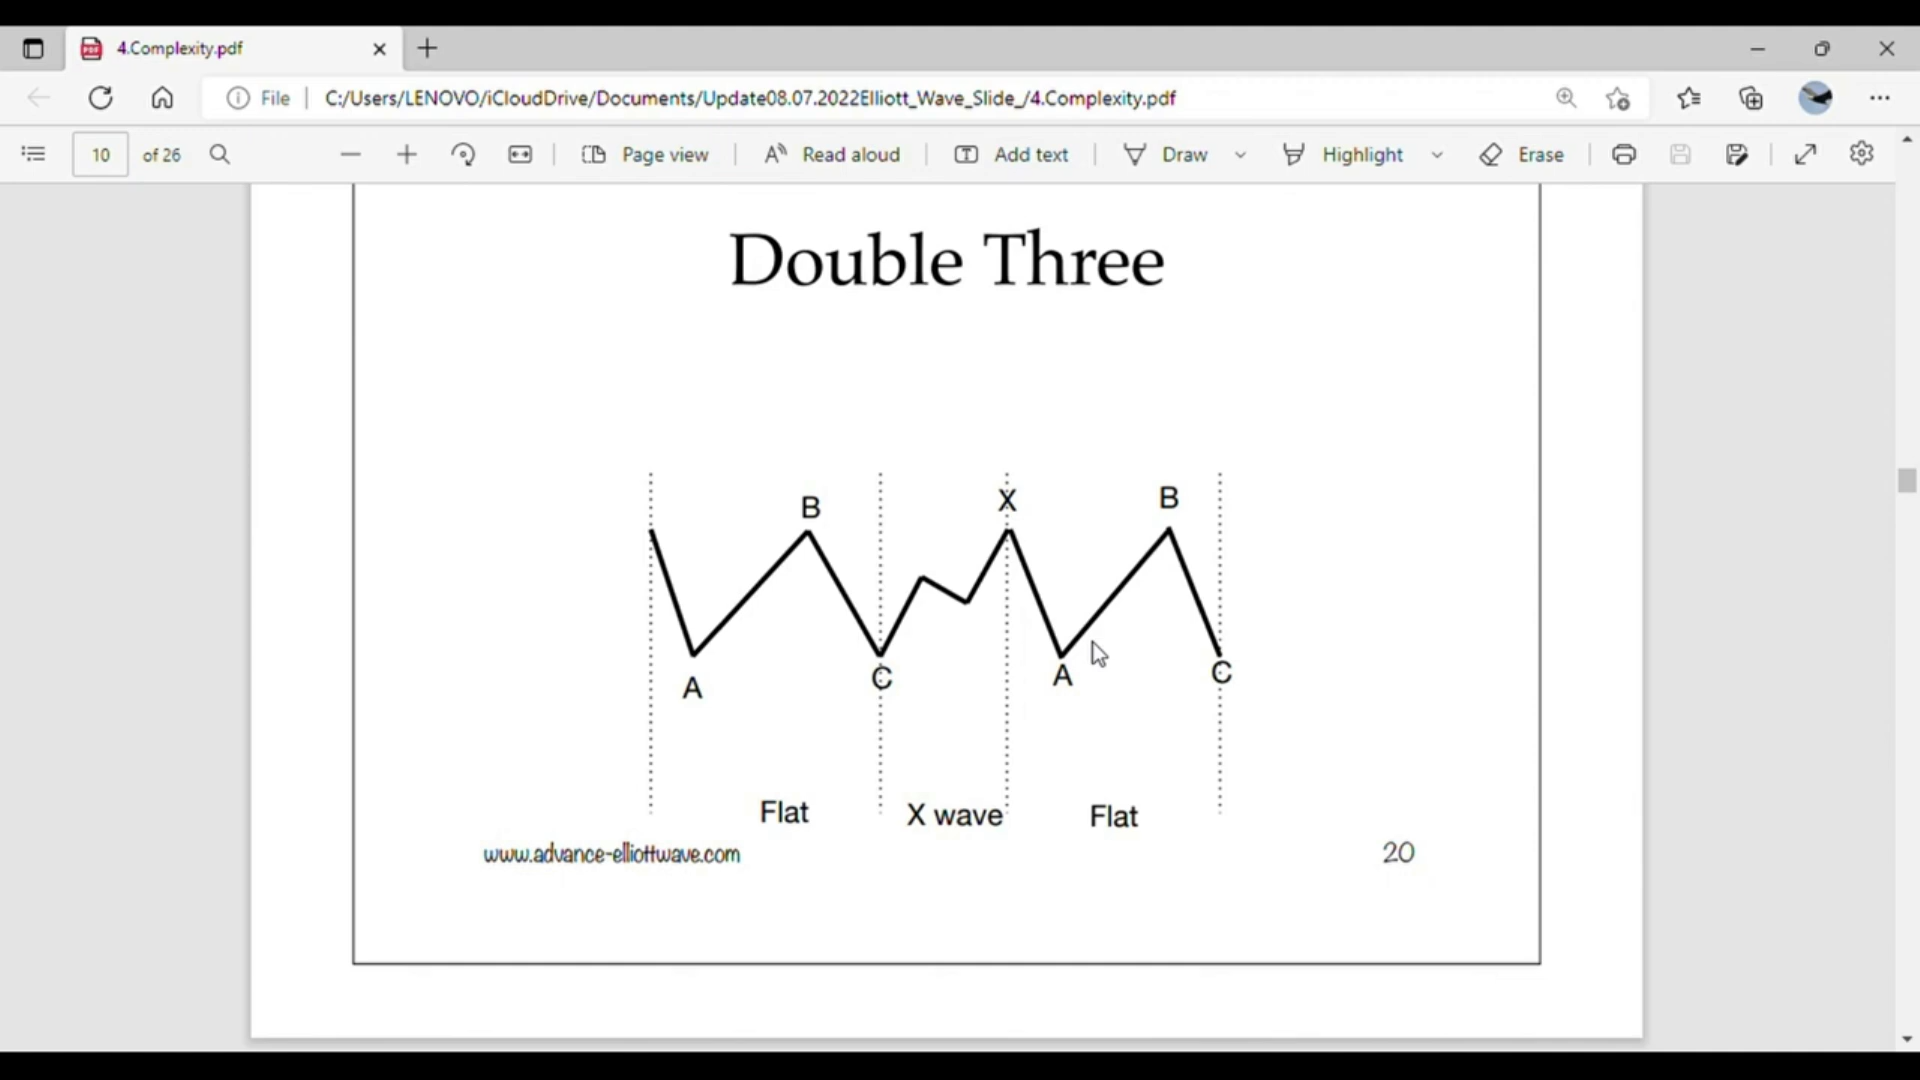 4.Complexity.pdf
File
C:/Users/LENOVO/iCloudDrive/Documents/Update08.07.2022Elliott_Wave_Slide_/4.Complexity.pdf
10 of 26
Page view
Read aloud
Add text
Draw
Highlight
Erase
Double Three
B X B
A C A C
Flat X wave Flat
www.advance-elliottwave.com 20